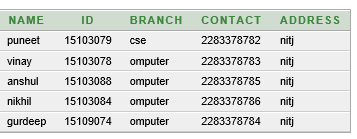 NAME ID BRANCH CONTACT ADDRESS
puneet 15103079 cse 2283378782 nitj
vinay 15103078 omputer 2283378783 nitj
anshul 15103088 omputer 2283378785 nitj
nikhil 15103084 omputer 2283378786 nitj
gurdeep 15109074 omputer 2283378784 nitj